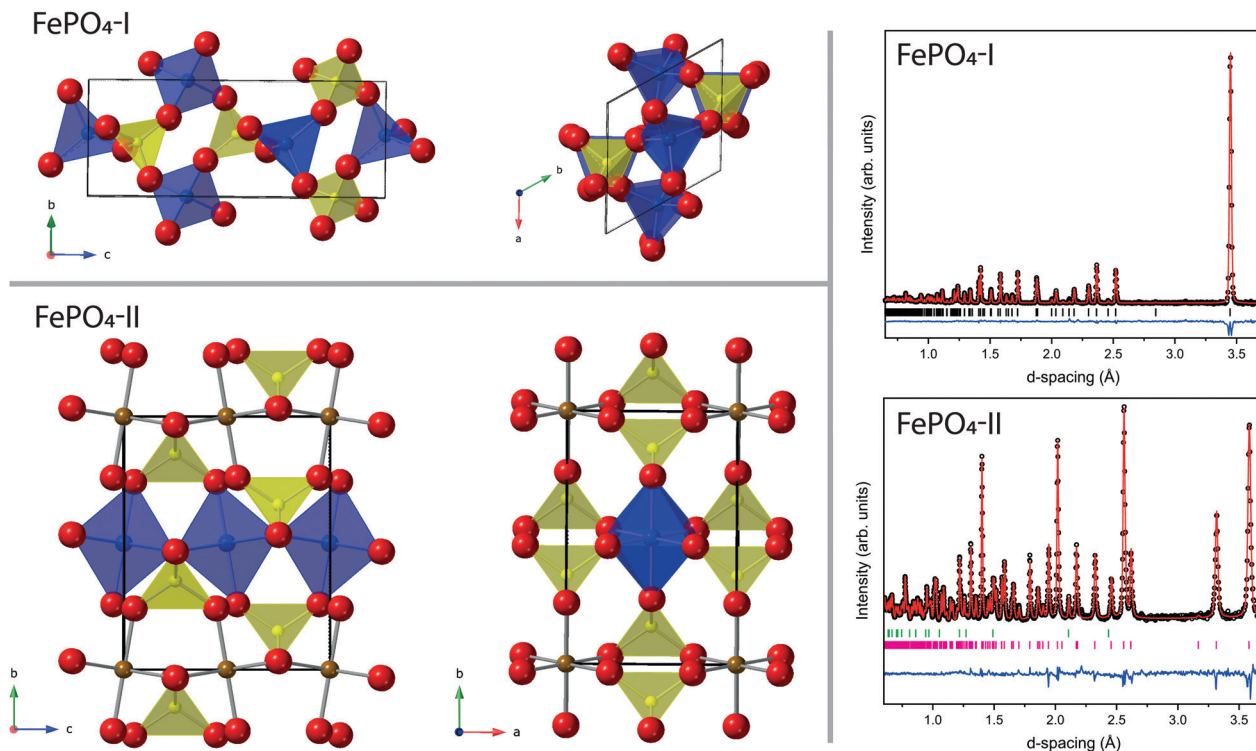 FePO₄-I
b
c
b
a
FePO₄-II
b
c
b
a
FePO₄-I
Intensity (arb. units)
1.0 1.5 2.0 2.5 3.0 3.5
d-spacing (Å)
FePO₄-II
Intensity (arb. units)
1.0 1.5 2.0 2.5 3.0 3.5
d-spacing (Å)